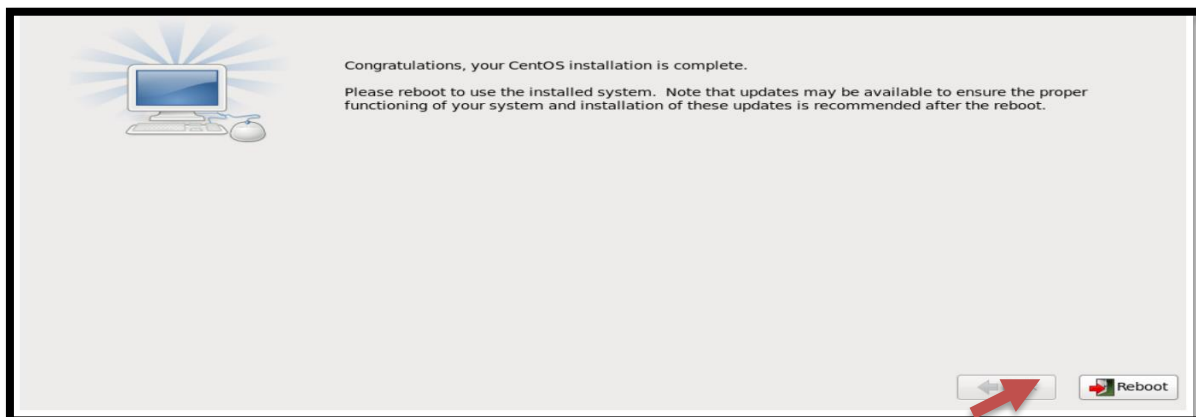 Congratulations, your CentOS installation is complete.
Please reboot to use the installed system.  Note that updates may be available to ensure the proper
functioning of your system and installation of these updates is recommended after the reboot.
Reboot